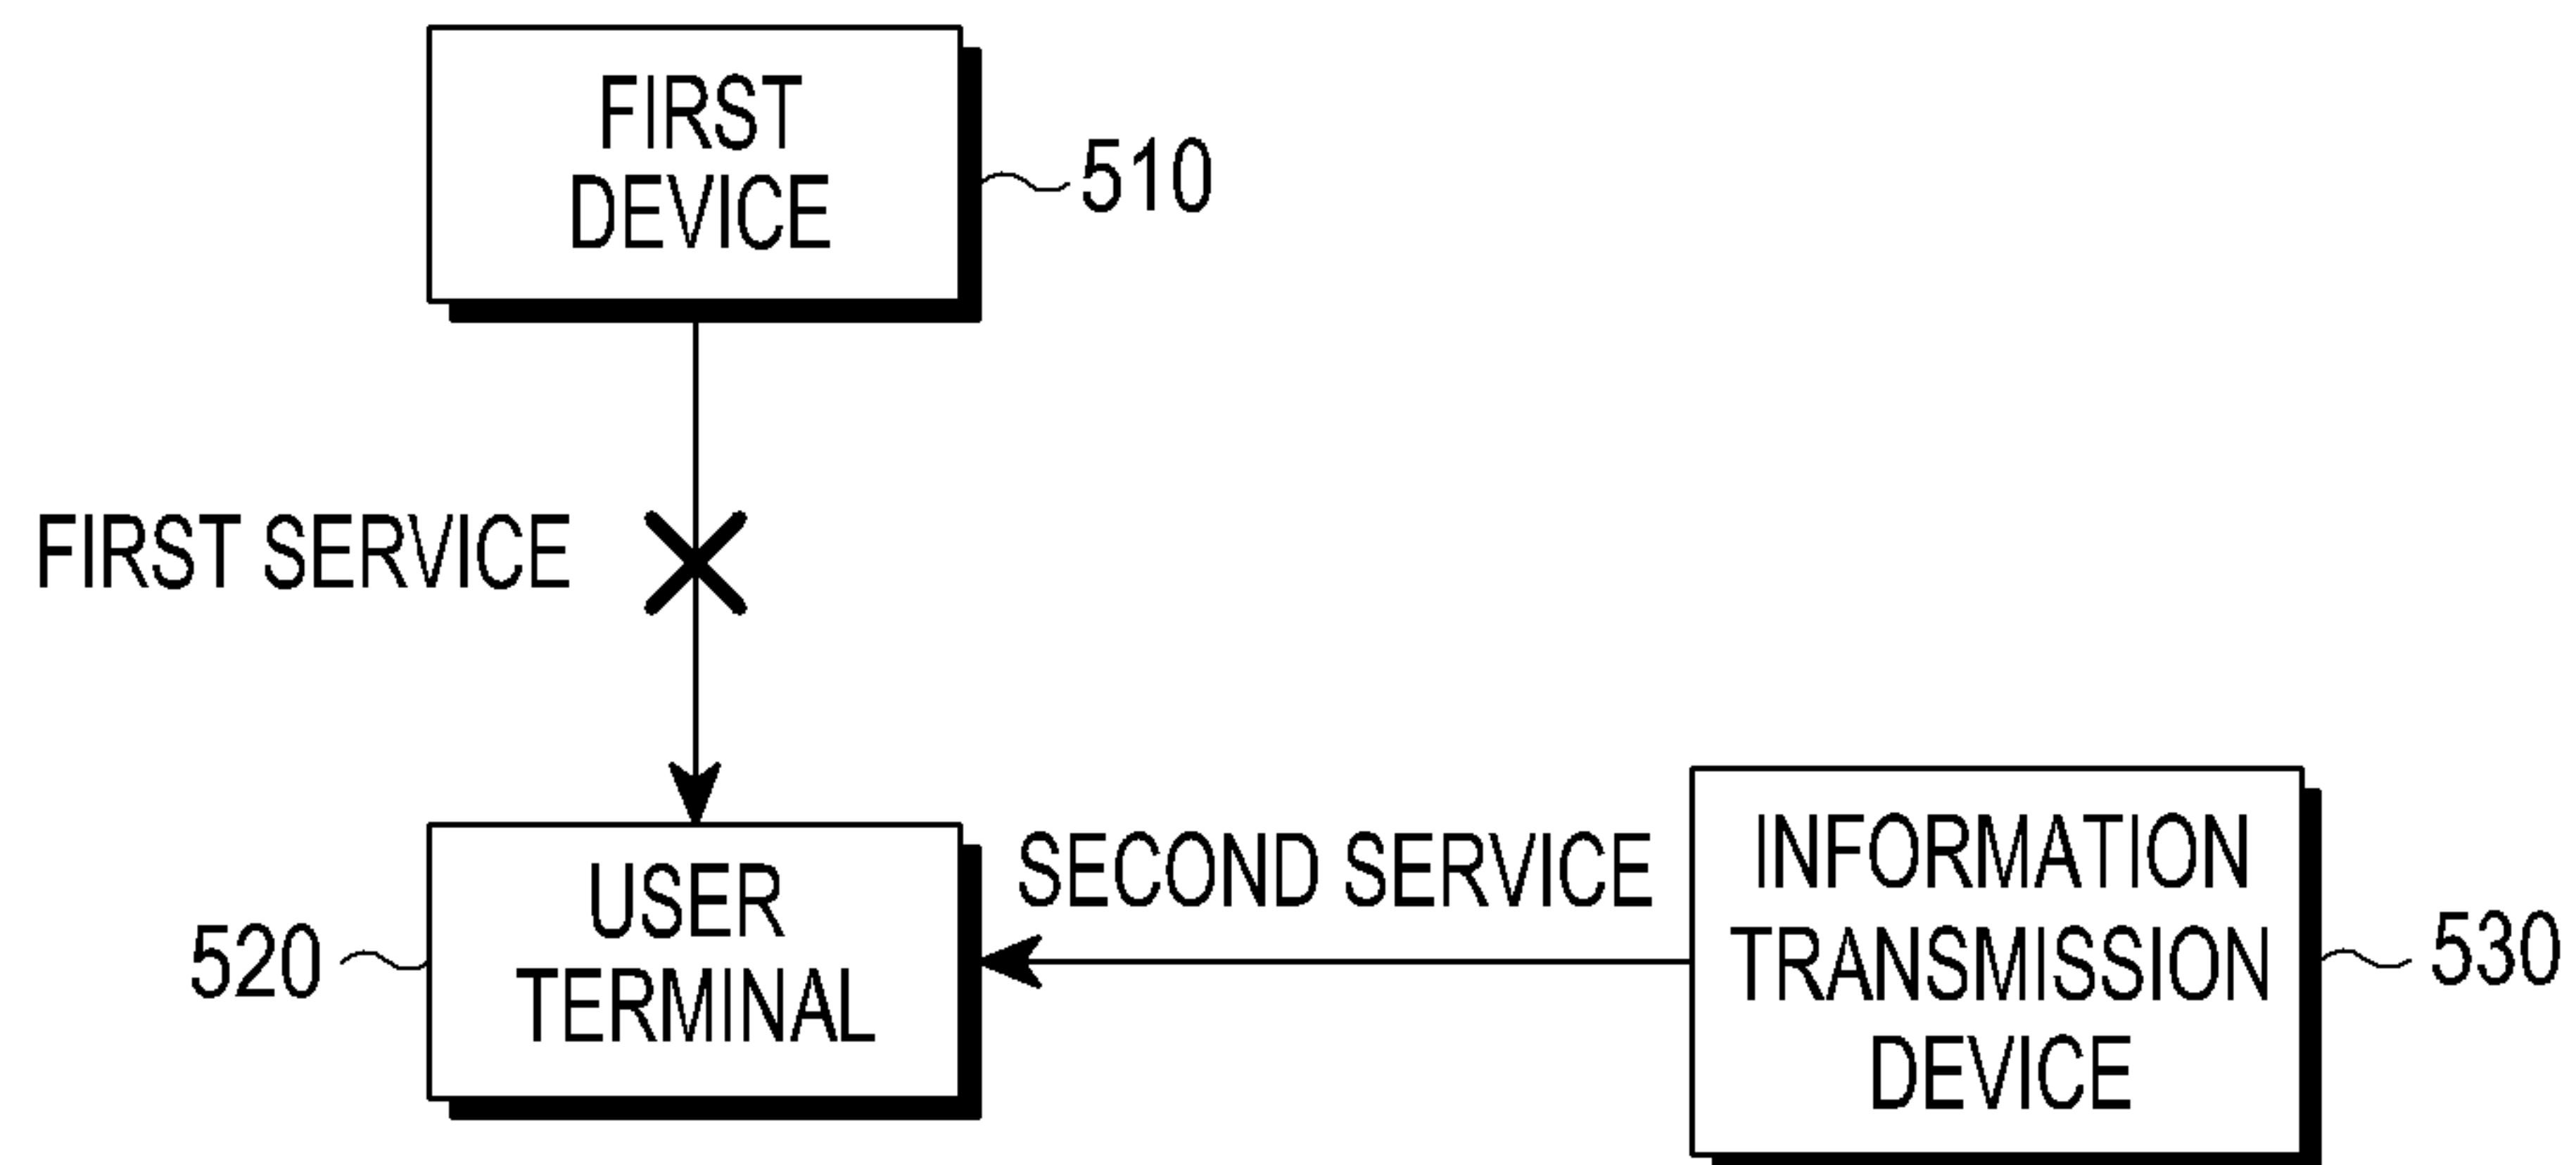 FIRST
DEVICE
510
FIRST SERVICE
USER
TERMINAL
520
SECOND SERVICE
INFORMATION
TRANSMISSION
DEVICE
530